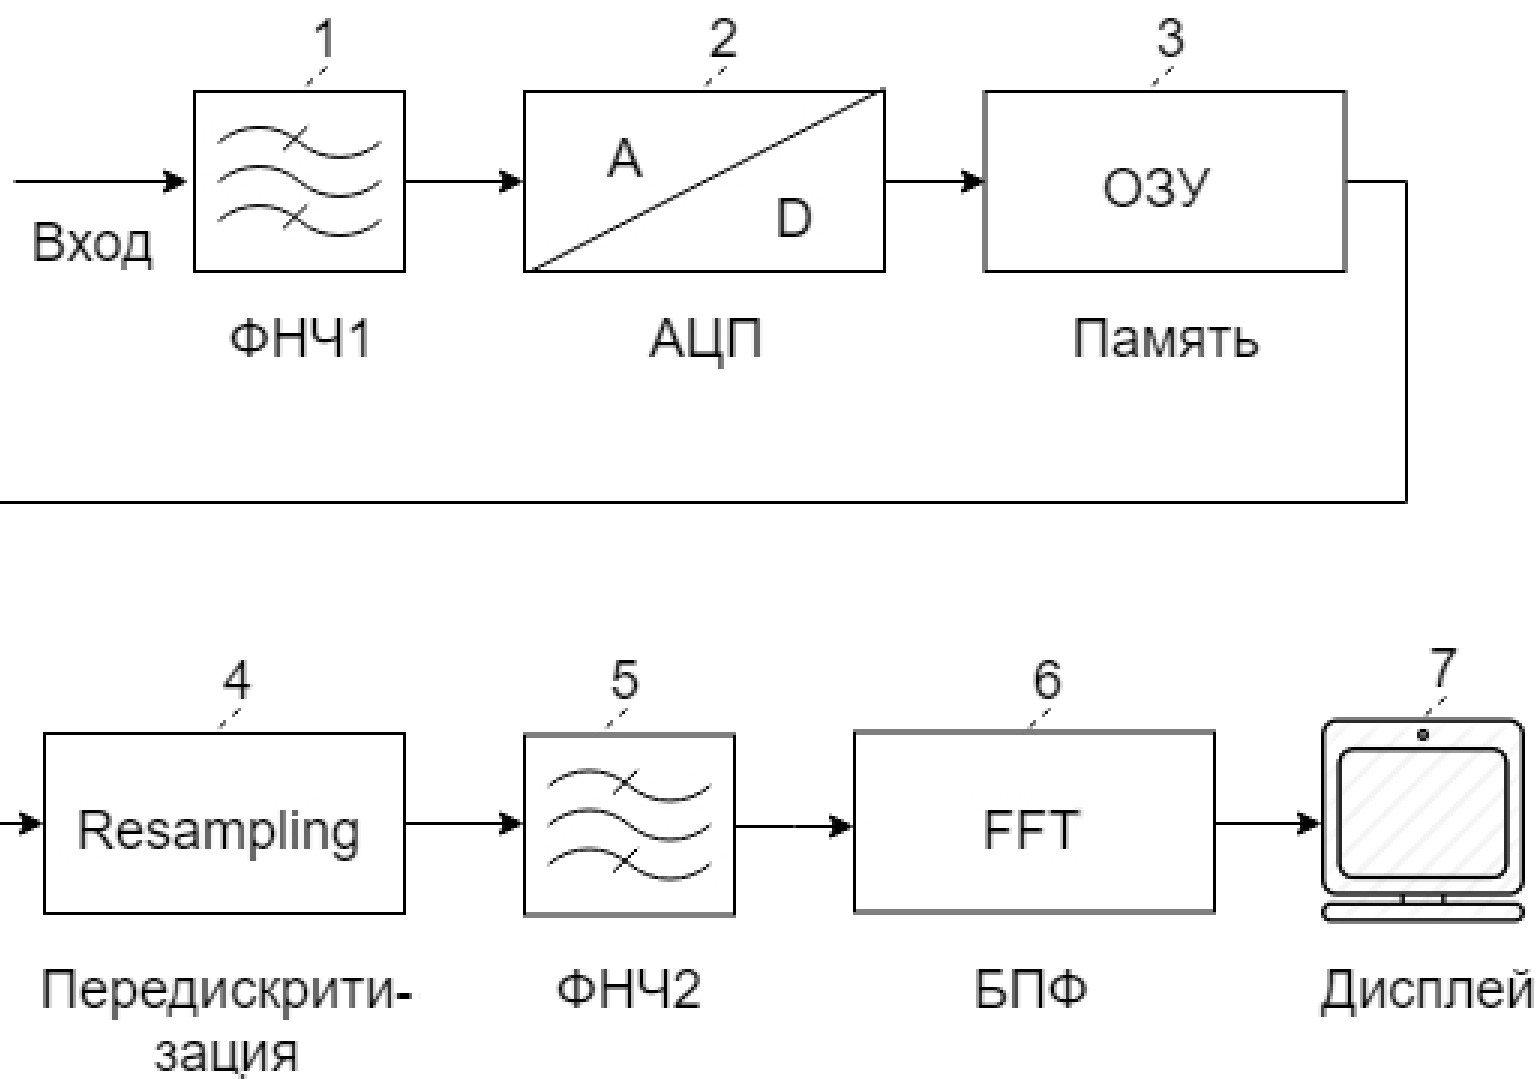 1
2
3
A
D
ОЗУ
Вход
ФНЧ1
АЦП
Память
4
5
6
7
Resampling
FFT
Передискрити-
зация
ФНЧ2
БПФ
Дисплей